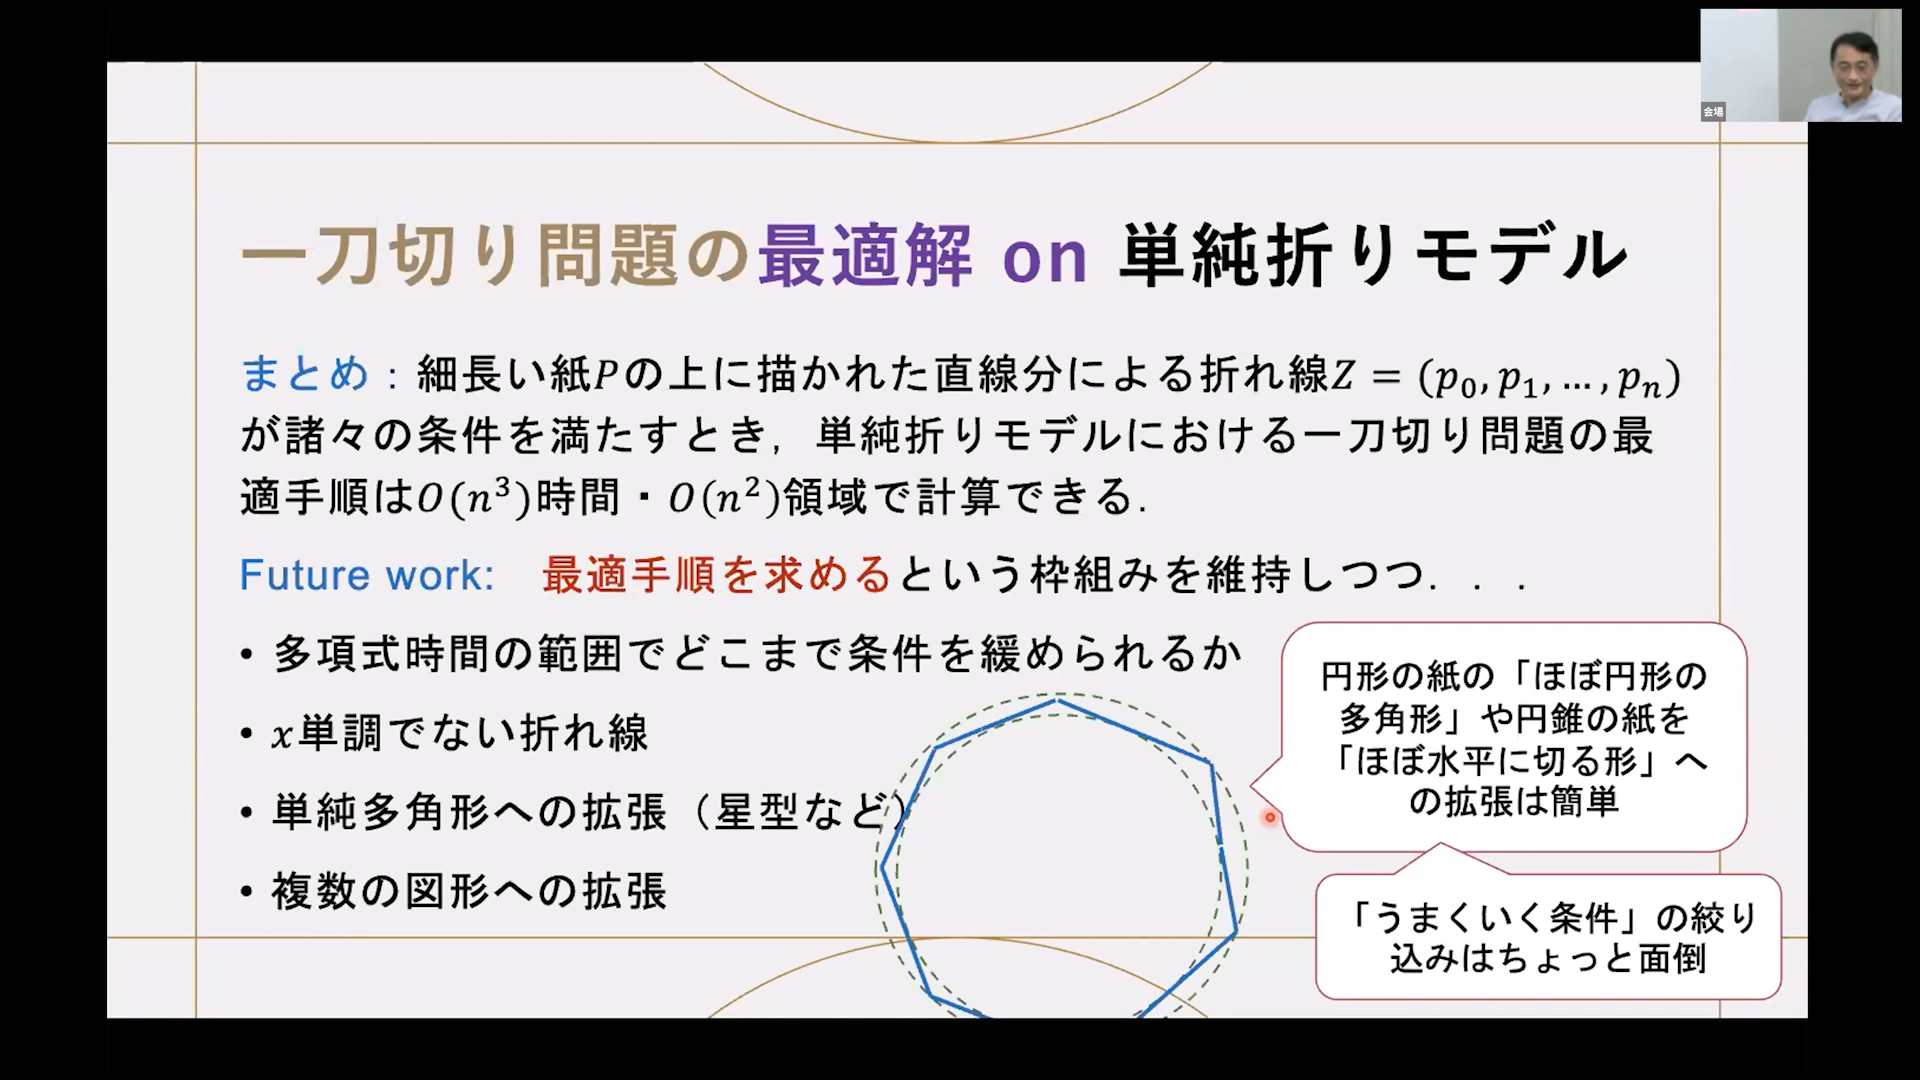 会場
一刀切り問題の最適解 on 単純折りモデル
まとめ：細長い紙Pの上に描かれた直線分による折れ線Z = (p₀, p₁, … , pₙ)
が諸々の条件を満たすとき，単純折りモデルにおける一刀切り問題の最
適手順はO(n³)時間・O(n²)領域で計算できる．
Future work:　最適手順を求めるという枠組みを維持しつつ．．．
• 多項式時間の範囲でどこまで条件を緩められるか
• x単調でない折れ線
• 単純多角形への拡張（星型など）
• 複数の図形への拡張
円形の紙の「ほぼ円形の
多角形」や円錐の紙を
「ほぼ水平に切る形」へ
の拡張は簡単
「うまくいく条件」の絞り
込みはちょっと面倒